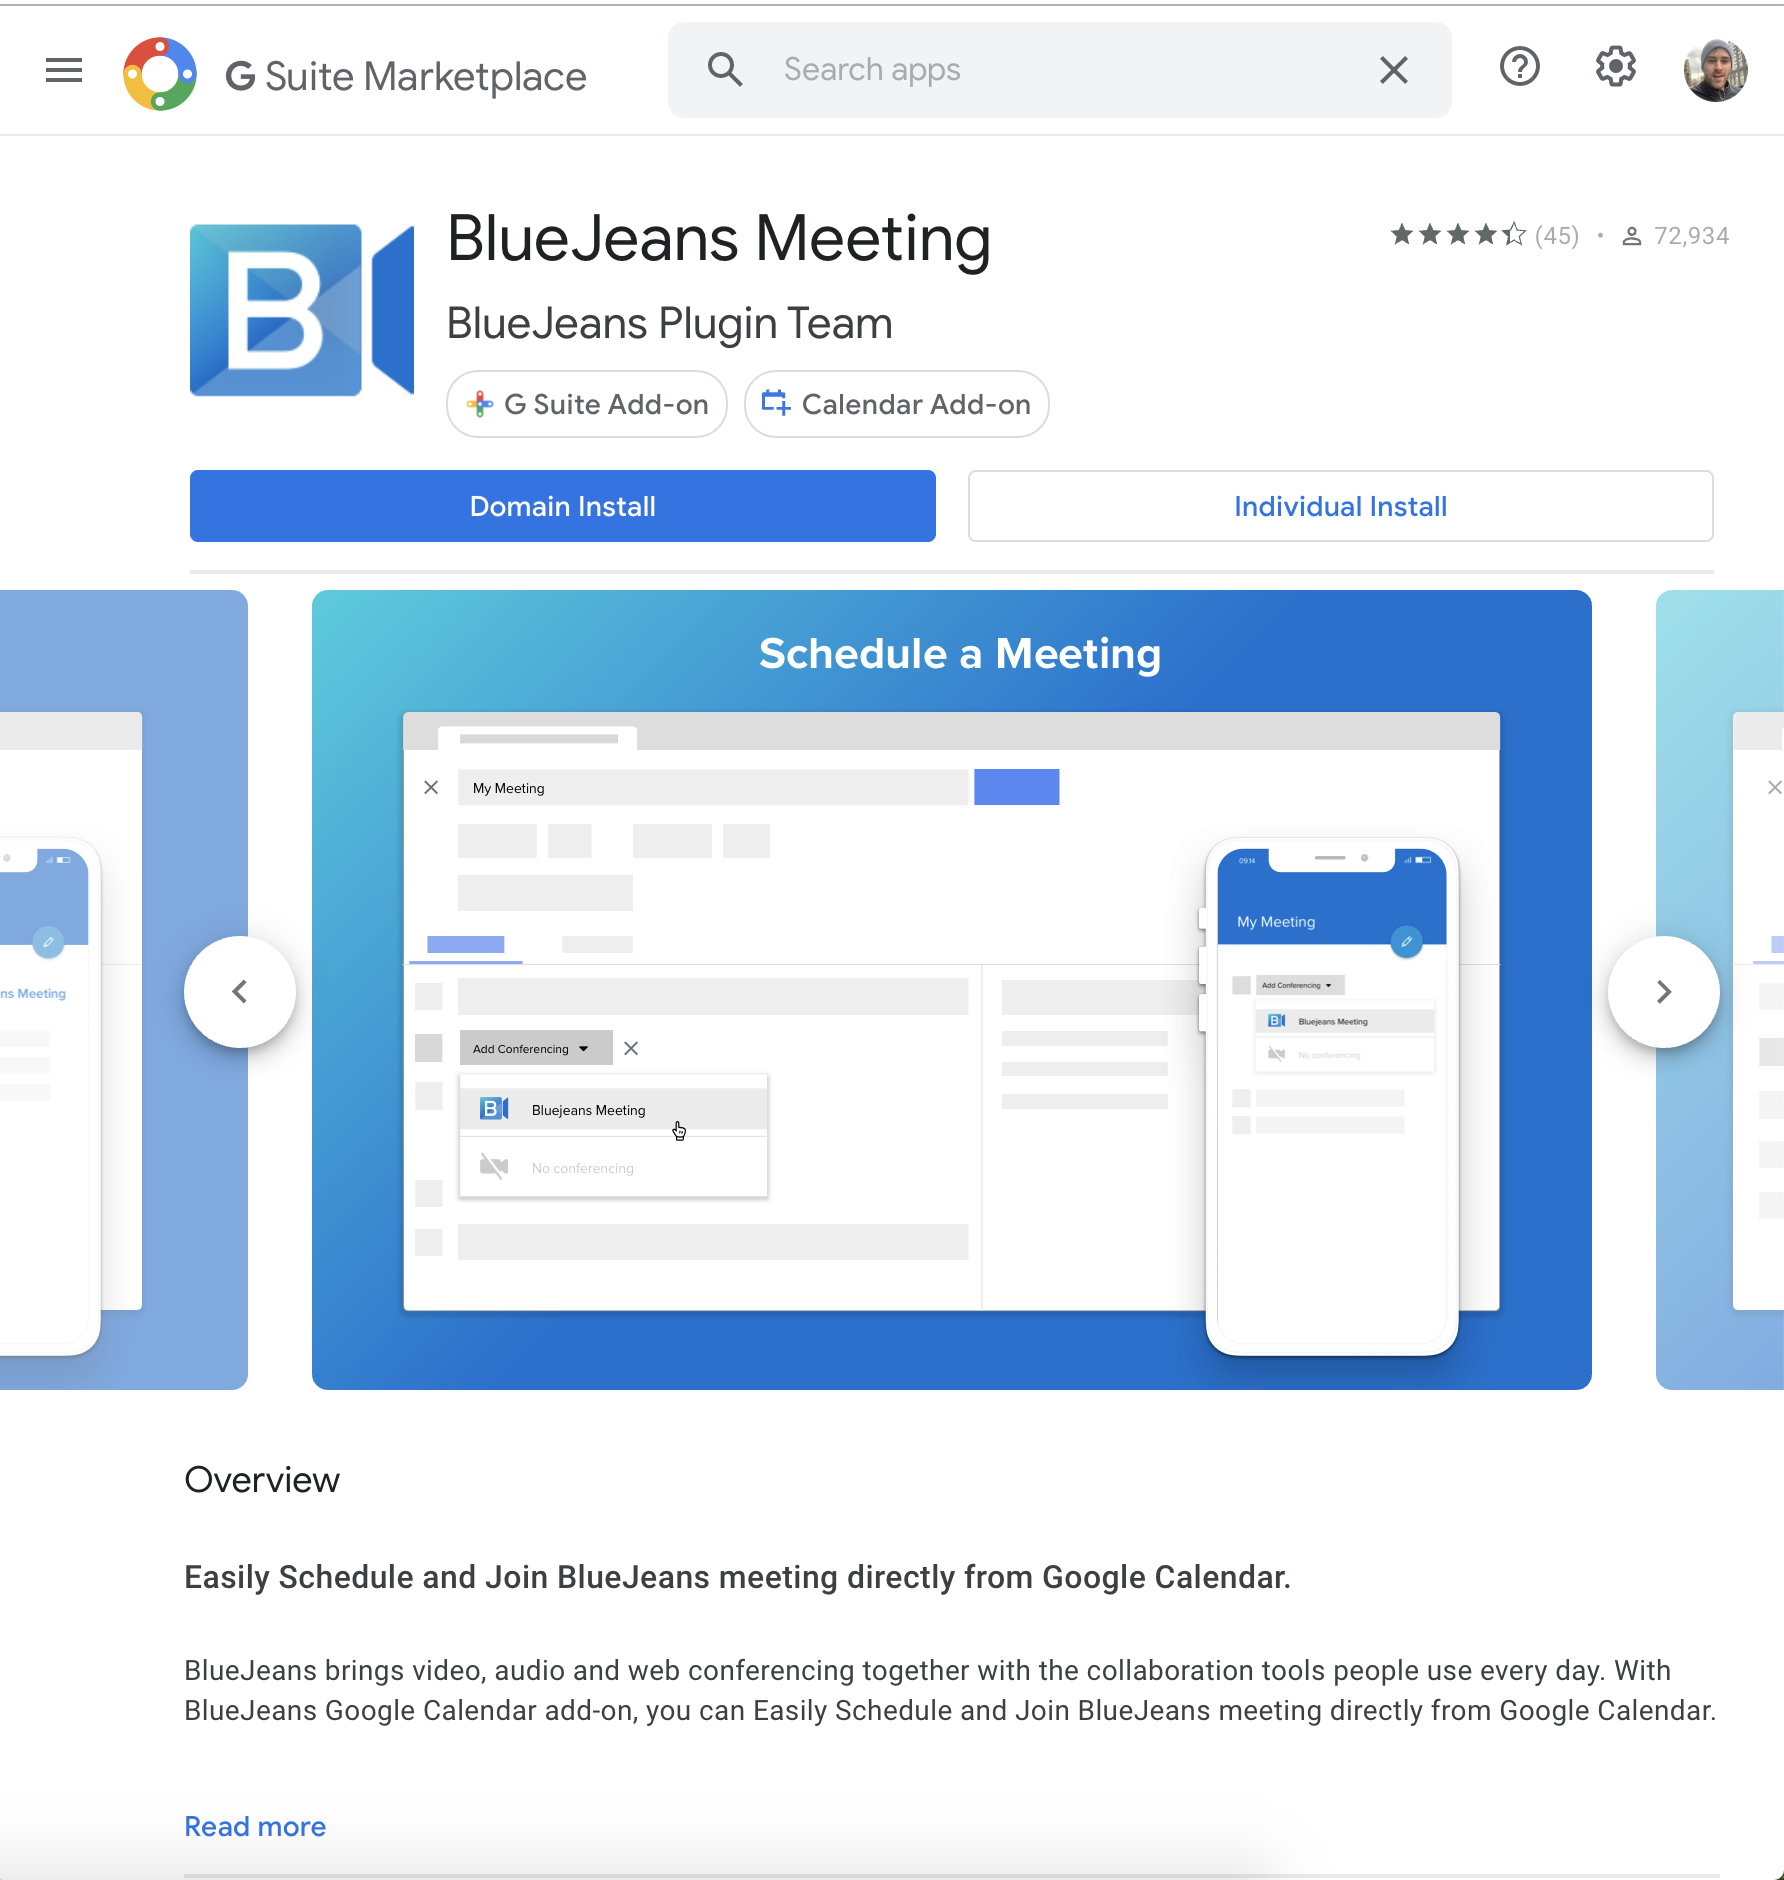 G Suite Marketplace
Search apps
BlueJeans Meeting
(45) • 72,934
BlueJeans Plugin Team
G Suite Add-on
Calendar Add-on
Domain Install
Individual Install
Schedule a Meeting
My Meeting
09:14
My Meeting
ns Meeting
Add Conferencing
Bluejeans Meeting
No conferencing
Add Conferencing
Bluejeans Meeting
No conferencing
Overview
Easily Schedule and Join BlueJeans meeting directly from Google Calendar.
BlueJeans brings video, audio and web conferencing together with the collaboration tools people use every day. With
BlueJeans Google Calendar add-on, you can Easily Schedule and Join BlueJeans meeting directly from Google Calendar.
Read more